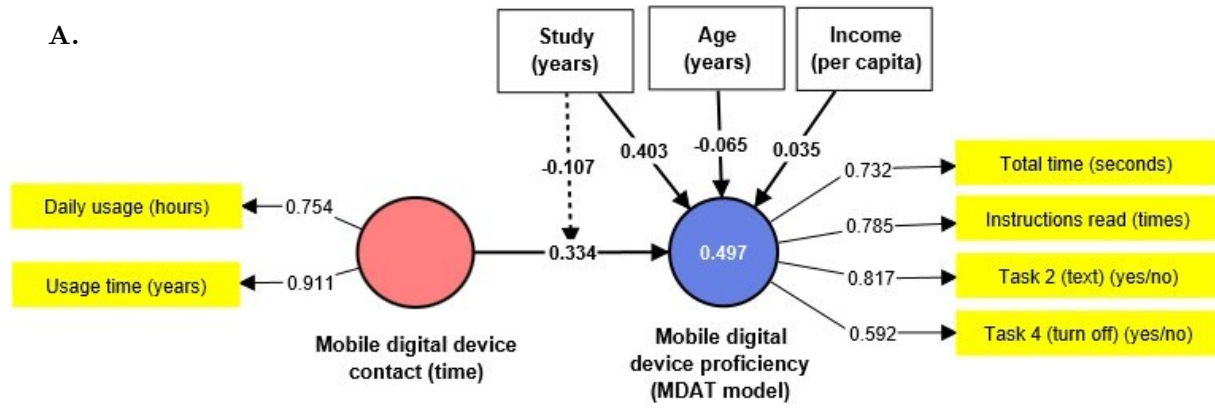 A.
Study
(years)
Age
(years)
Income
(per capita)
-0.107
0.403
-0.065
0.035
Daily usage (hours)
0.754
Usage time (years)
0.911
0.334
0.497
0.732
Total time (seconds)
0.785
Instructions read (times)
0.817
Task 2 (text) (yes/no)
0.592
Task 4 (turn off) (yes/no)
Mobile digital device
contact (time)
Mobile digital
device proficiency
(MDAT model)